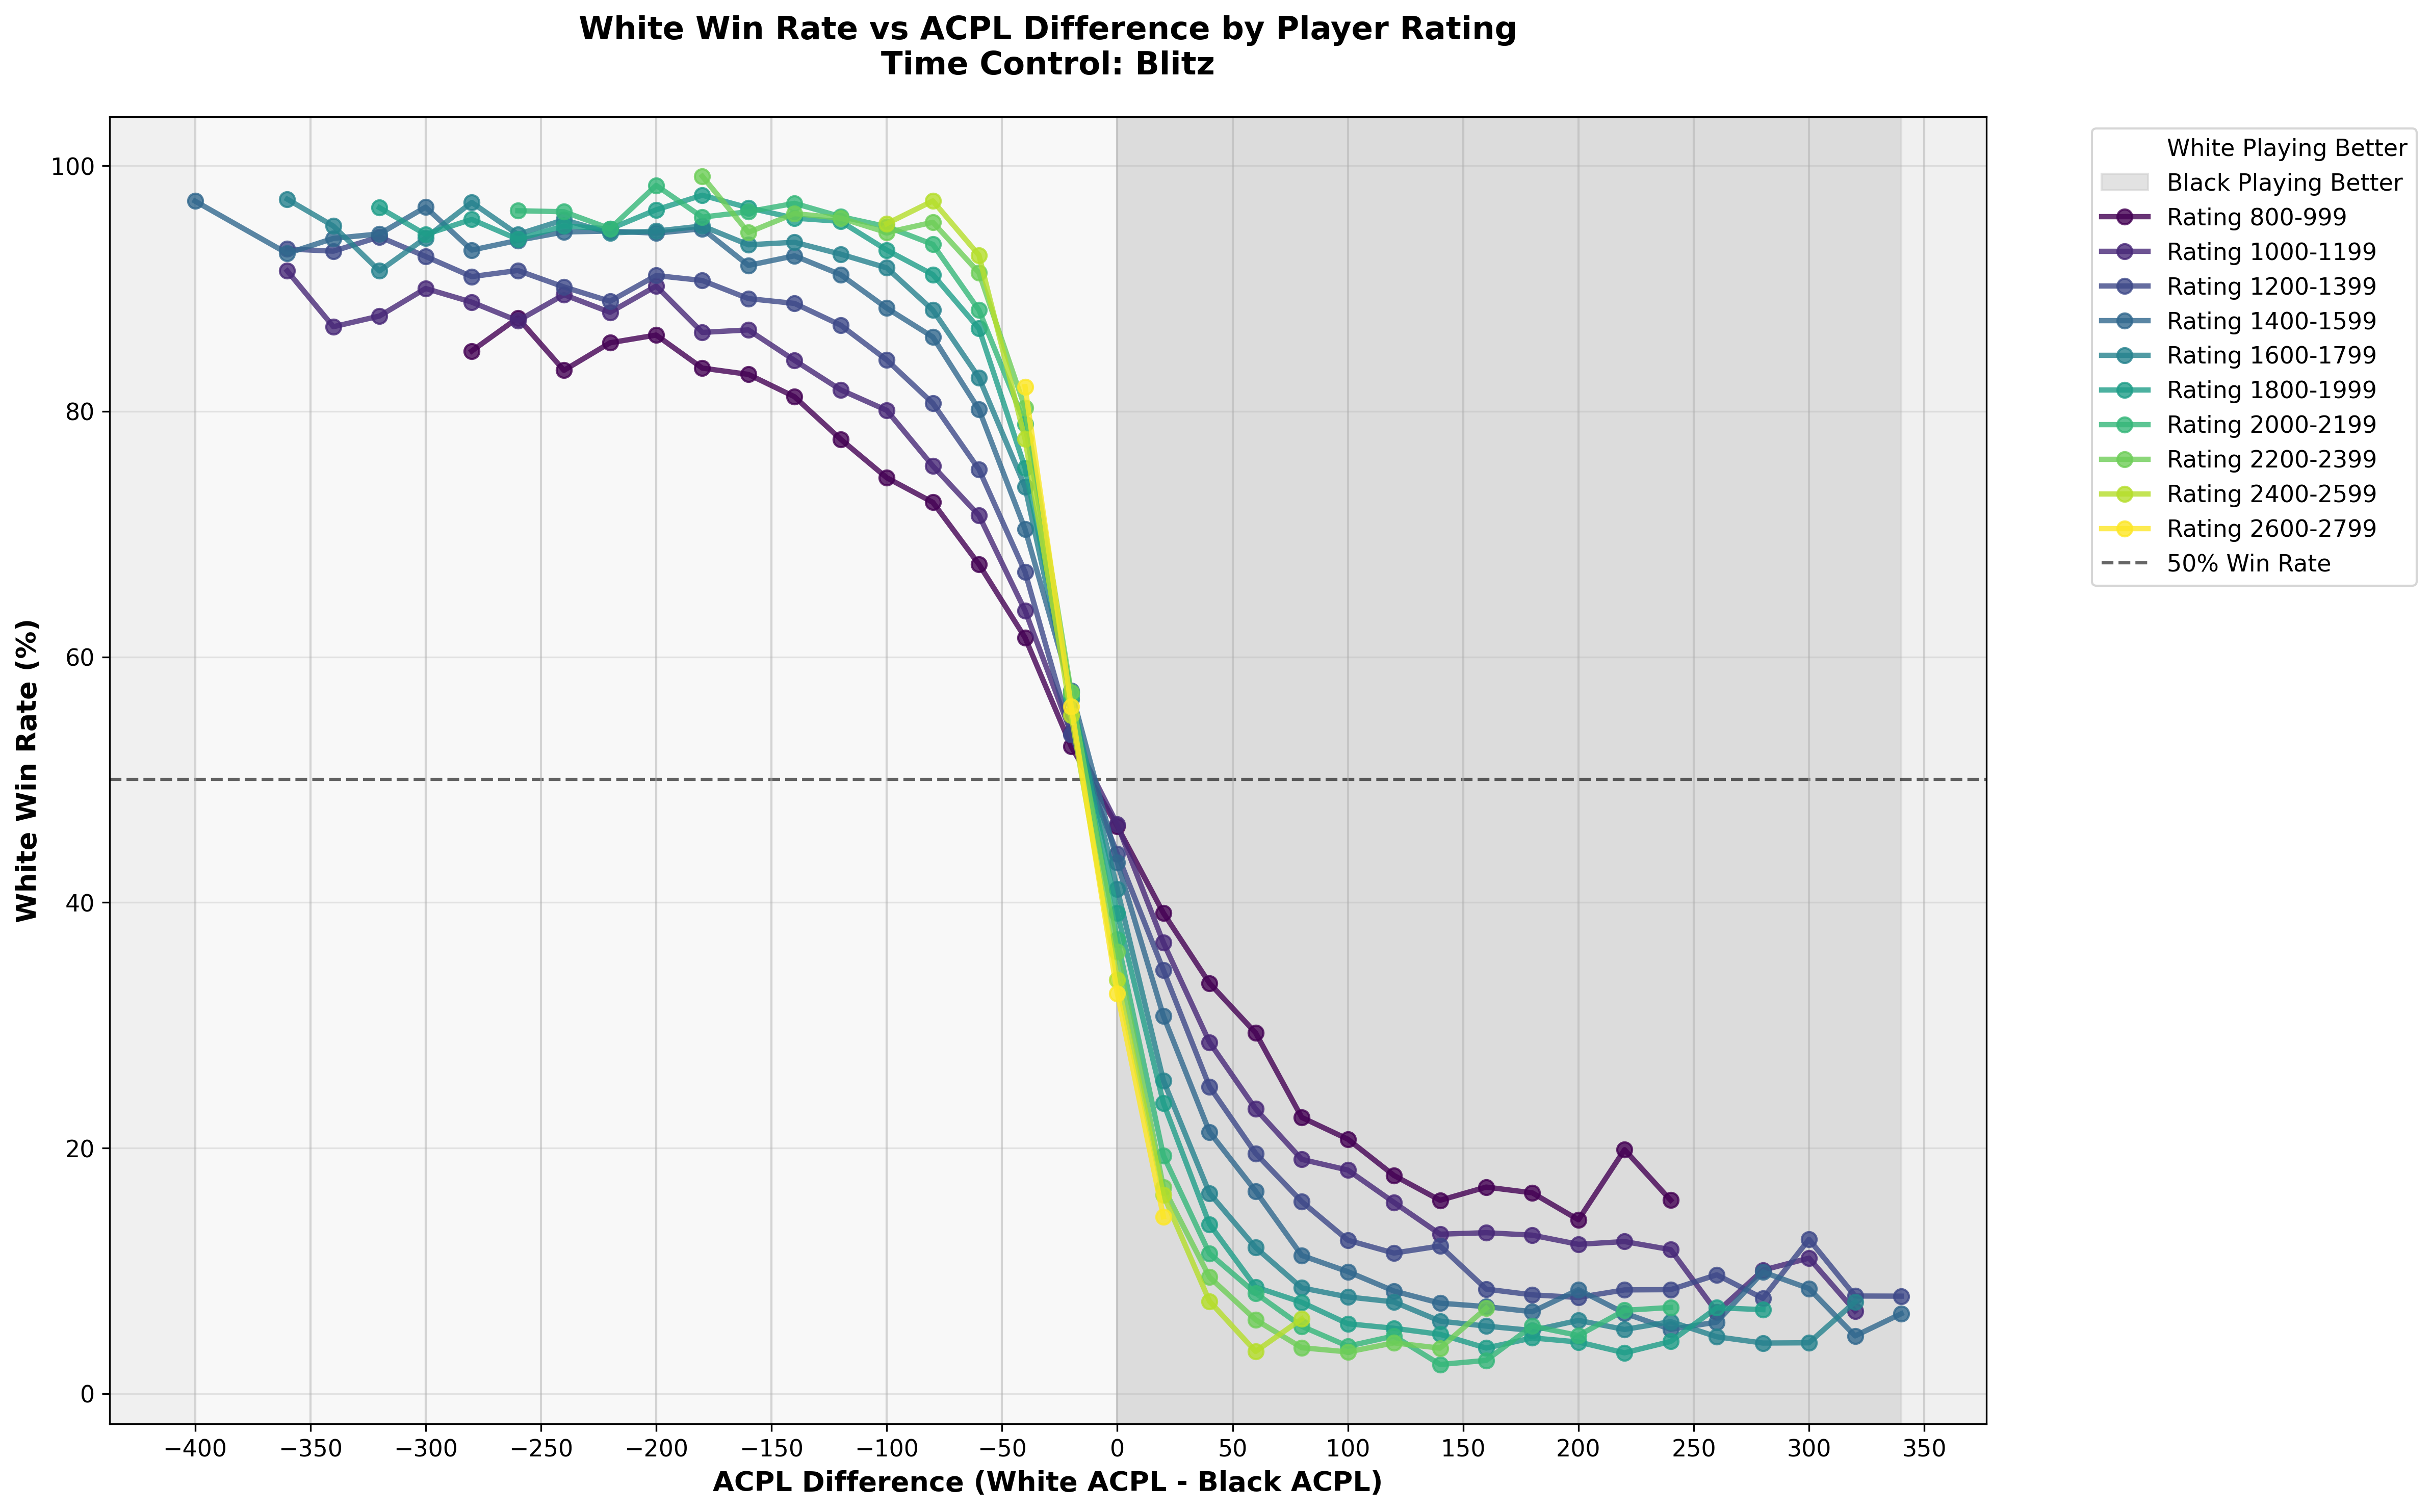 White Win Rate vs ACPL Difference by Player Rating
Time Control: Blitz
White Win Rate (%)
100
80
60
40
20
0
−400
−350
−300
−250
−200
−150
−100
−50
0
50
100
150
200
250
300
350
ACPL Difference (White ACPL - Black ACPL)
White Playing Better
Black Playing Better
Rating 800-999
Rating 1000-1199
Rating 1200-1399
Rating 1400-1599
Rating 1600-1799
Rating 1800-1999
Rating 2000-2199
Rating 2200-2399
Rating 2400-2599
Rating 2600-2799
50% Win Rate